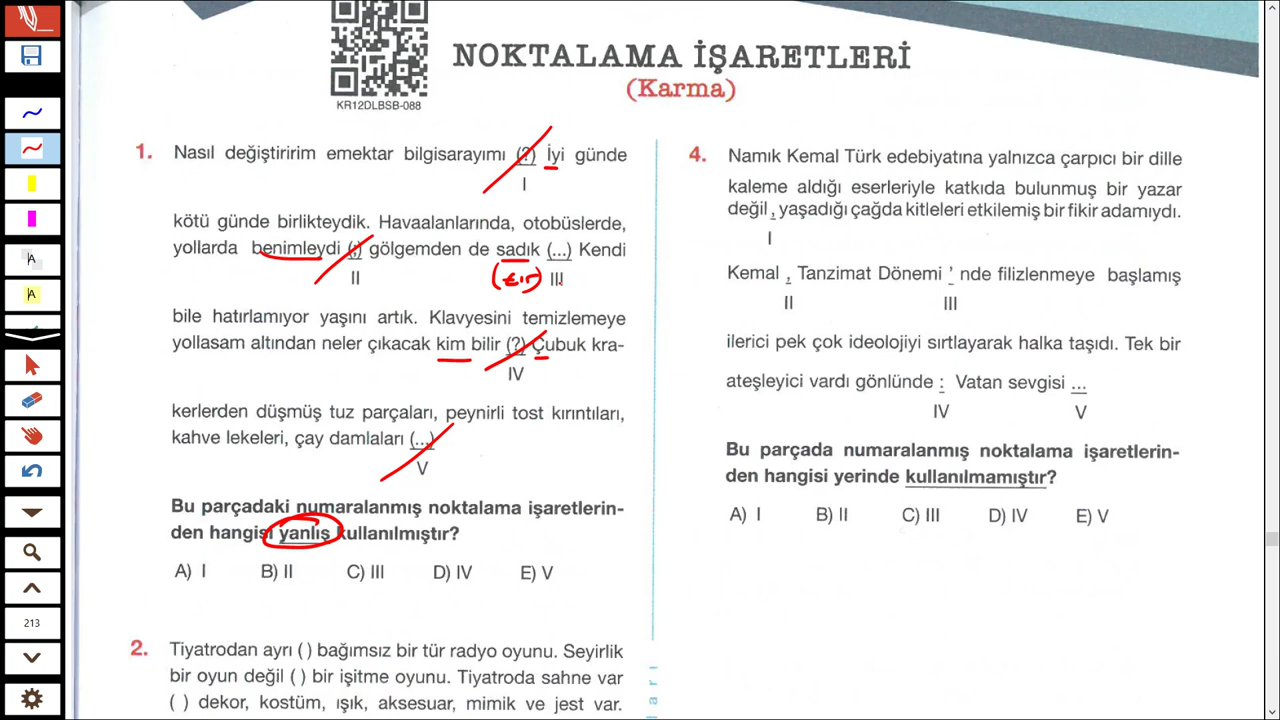 NOKTALAMA İŞARETLERİ
(Karma)
KR12DLBSB-088
1. Nasıl değiştiririm emektar bilgisarayımı (?) İyi günde
I
kötü günde birlikteydik. Havaalanlarında, otobüslerde,
yollarda benimleydi (;) gölgemden de sadık (...) Kendi
II
(tır) III
bile hatırlamıyor yaşını artık. Klavyesini temizlemeye
yollasam altından neler çıkacak kim bilir (?) Çubuk kra-
IV
kerlerden düşmüş tuz parçaları, peynirli tost kırıntıları,
kahve lekeleri, çay damlaları (...)
V
Bu parçadaki numaralanmış noktalama işaretlerin-
den hangisi yanlış kullanılmıştır?
A) I B) II C) III D) IV E) V
2. Tiyatrodan ayrı ( ) bağımsız bir tür radyo oyunu. Seyirlik
bir oyun değil ( ) bir işitme oyunu. Tiyatroda sahne var
( ) dekor, kostüm, ışık, aksesuar, mimik ve jest var.
4. Namık Kemal Türk edebiyatına yalnızca çarpıcı bir dille
kaleme aldığı eserleriyle katkıda bulunmuş bir yazar
değil , yaşadığı çağda kitleleri etkilemiş bir fikir adamıydı.
I
Kemal , Tanzimat Dönemi ' nde filizlenmeye başlamış
II III
ilerici pek çok ideolojiyi sırtlayarak halka taşıdı. Tek bir
ateşleyici vardı gönlünde : Vatan sevgisi ...
IV V
Bu parçada numaralanmış noktalama işaretlerin-
den hangisi yerinde kullanılmamıştır?
A) I B) II C) III D) IV E) V
A
A
213